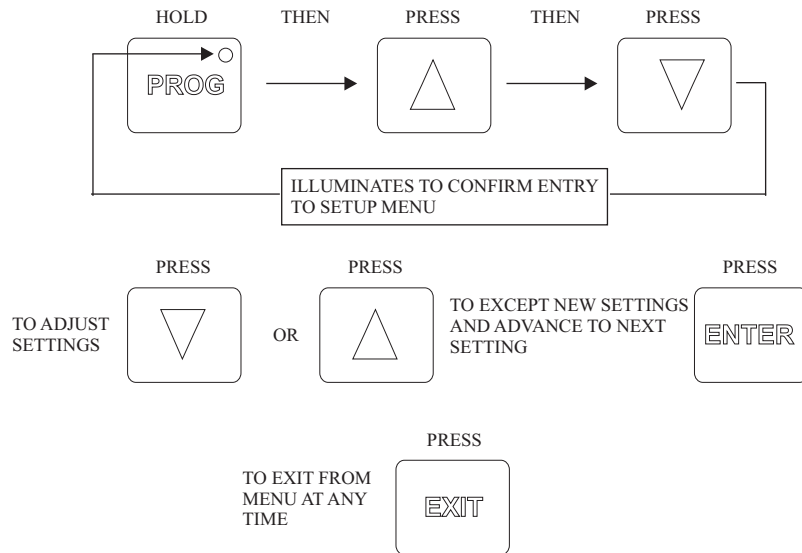 HOLD THEN PRESS THEN PRESS
PROG
ILLUMINATES TO CONFIRM ENTRY
TO SETUP MENU
PRESS PRESS PRESS
TO ADJUST
SETTINGS
OR
TO EXCEPT NEW SETTINGS
AND ADVANCE TO NEXT
SETTING
ENTER
PRESS
TO EXIT FROM
MENU AT ANY
TIME
EXIT